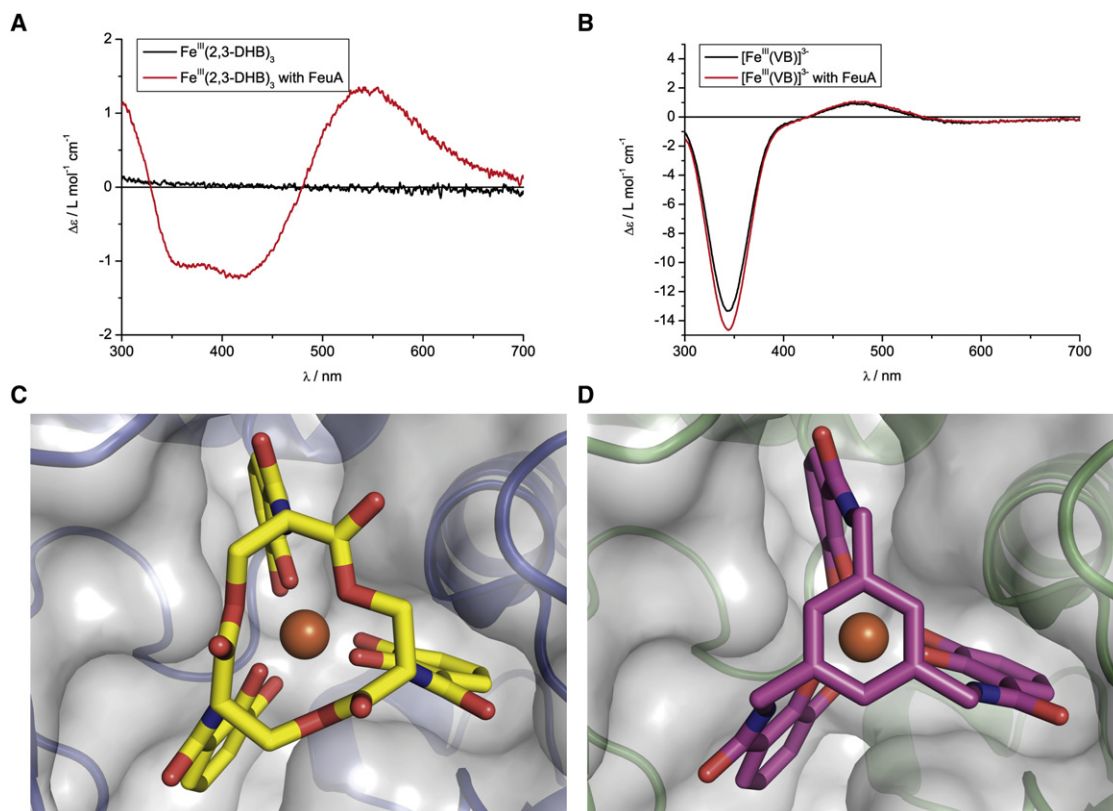 A
Fe^III(2,3-DHB)_3
Fe^III(2,3-DHB)_3 with FeuA
2
1
0
-1
-2
Δε / L mol^-1 cm^-1
300 400 500 600 700
λ / nm
B
[Fe^III(VB)]^3-
[Fe^III(VB)]^3- with FeuA
4
2
0
-2
-4
-6
-8
-10
-12
-14
Δε / L mol^-1 cm^-1
300 400 500 600 700
λ / nm
C
D